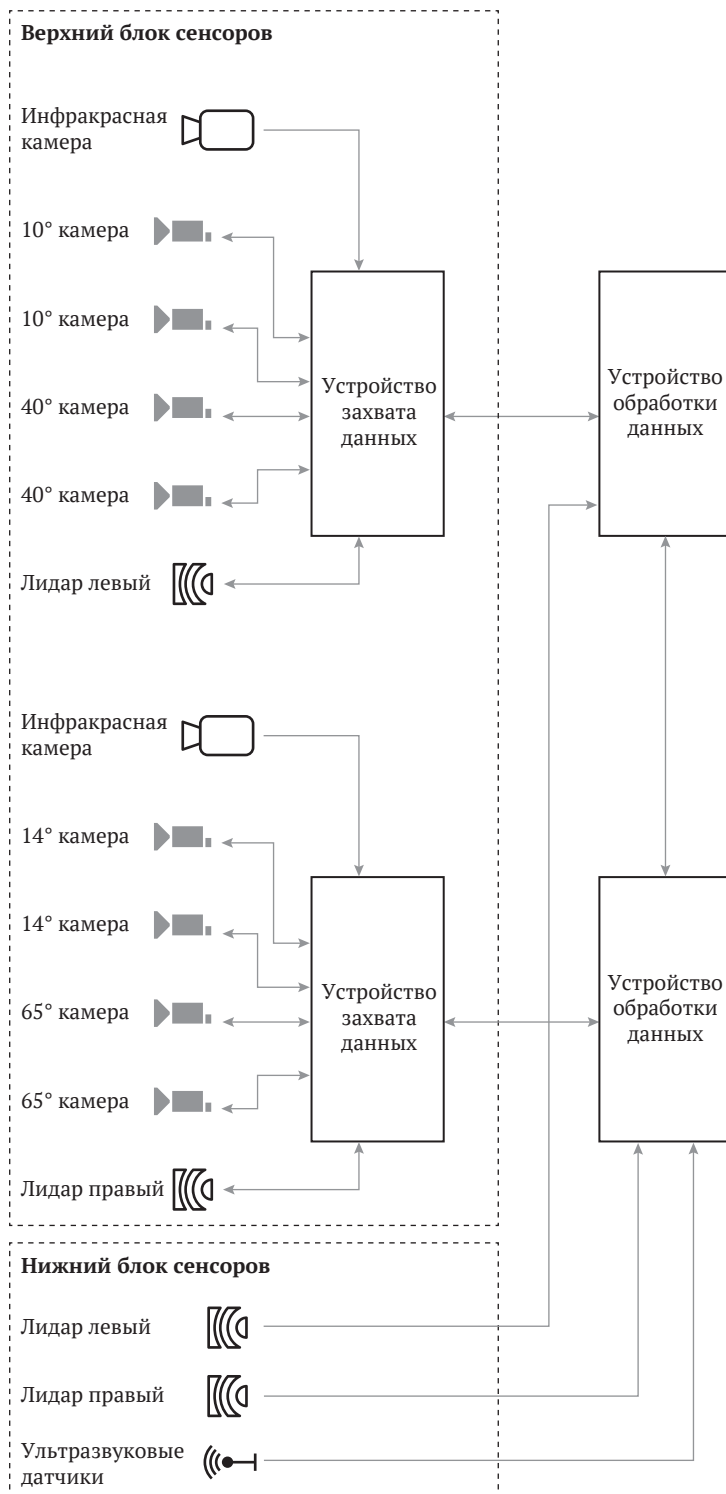 Верхний блок сенсоров
Инфракрасная
камера
10° камера
10° камера
40° камера
40° камера
Лидар левый
Устройство
захвата
данных
Устройство
обработки
данных
Инфракрасная
камера
14° камера
14° камера
65° камера
65° камера
Лидар правый
Устройство
захвата
данных
Устройство
обработки
данных
Нижний блок сенсоров
Лидар левый
Лидар правый
Ультразвуковые
датчики